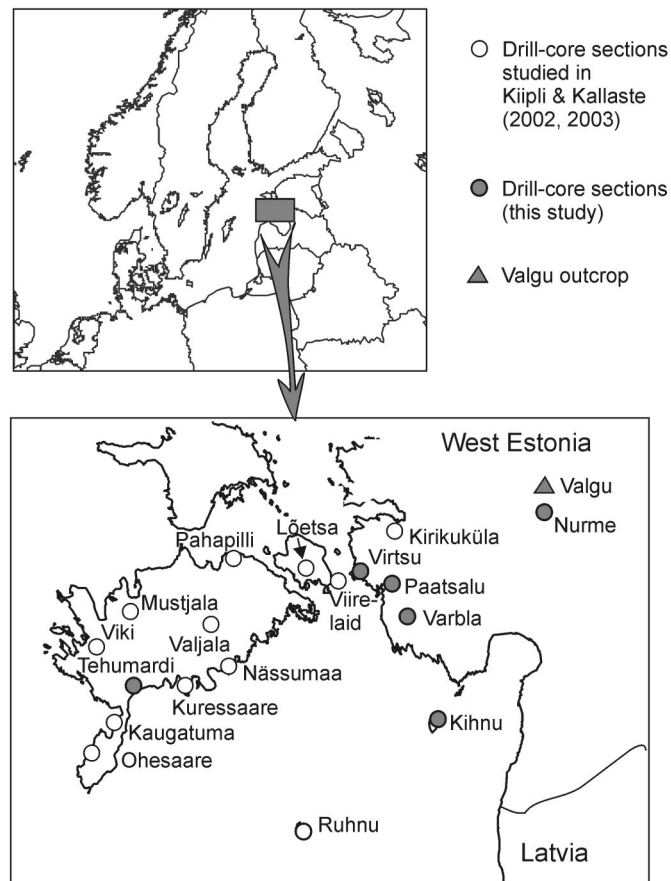 Drill-core sections
studied in
Kiipli & Kallaste
(2002, 2003)
Drill-core sections
(this study)
Valgu outcrop
West Estonia
Valgu
Nurme
Lõetsa
Kirikuküla
Pahapilli
Virtsu
Paatsalu
Viire-
laid
Mustjala
Varbla
Viki
Valjala
Tehumardi
Nässumaa
Kuressaare
Kihnu
Kaugatuma
Ohesaare
Ruhnu
Latvia